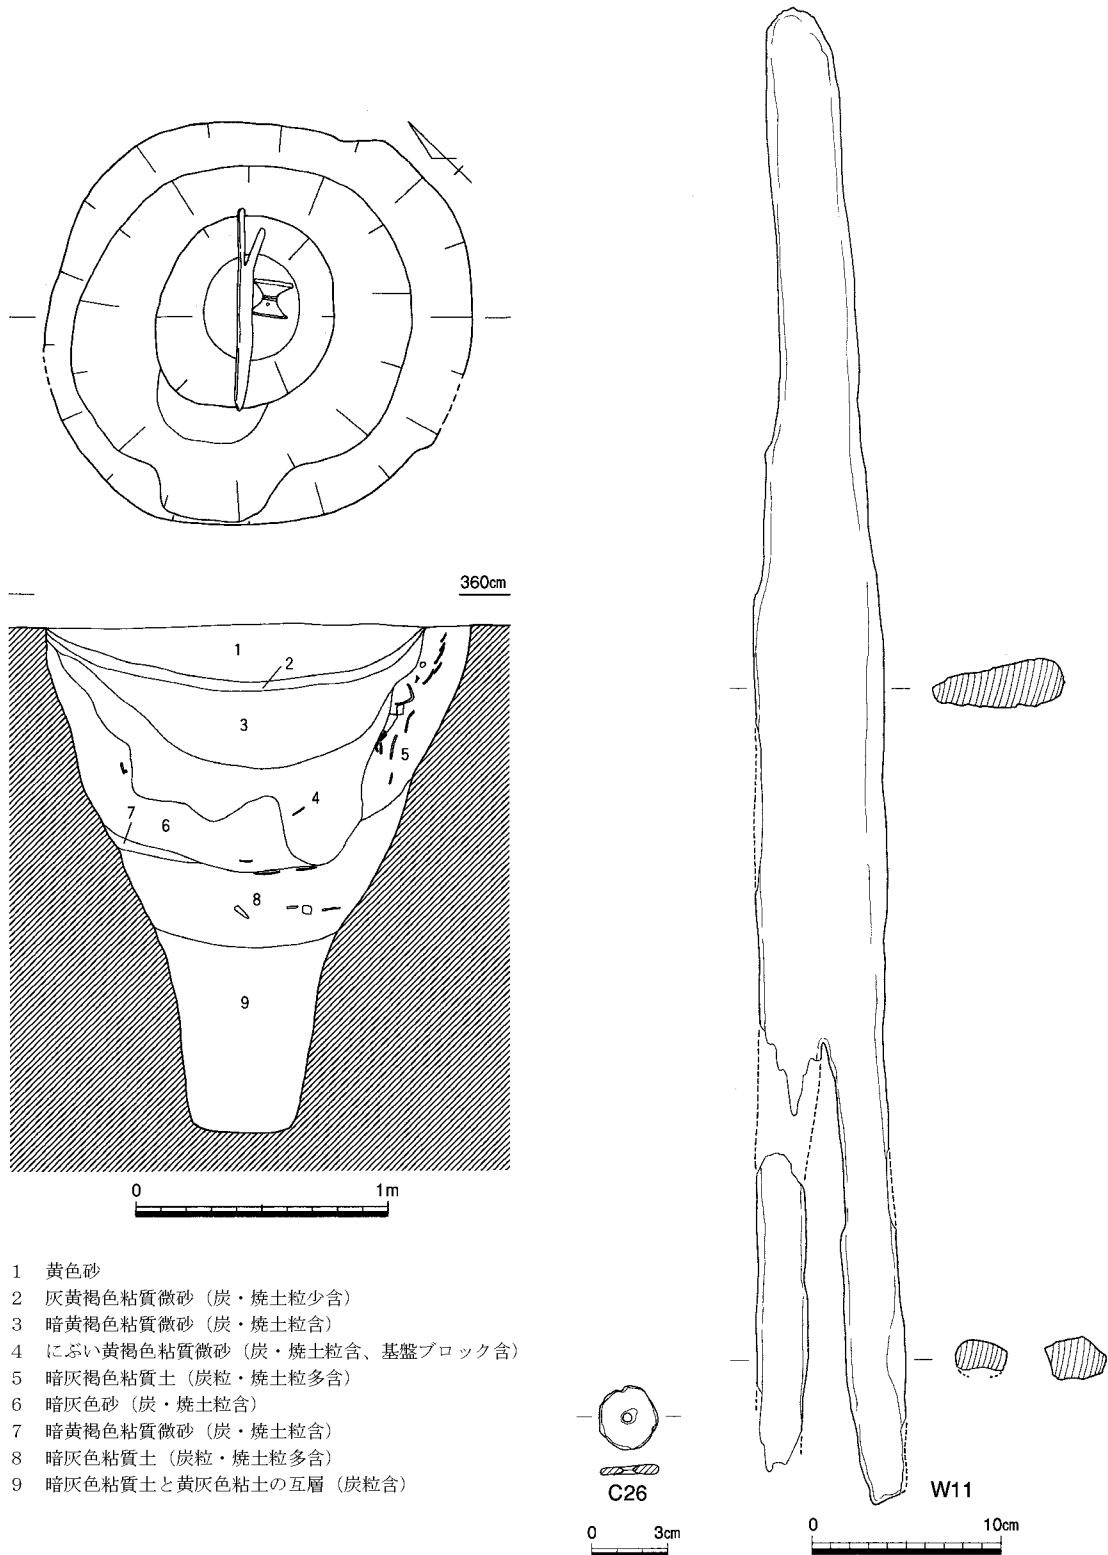 360cm
1
2
3
4
5
6
7
8
9
0 1m
1 黄色砂
2 灰黄褐色粘質微砂（炭・焼土粒少含）
3 暗黄褐色粘質微砂（炭・焼土粒含）
4 にぶい黄褐色粘質微砂（炭・焼土粒含、基盤ブロック含）
5 暗灰褐色粘質土（炭粒・焼土粒多含）
6 暗灰色砂（炭・焼土粒含）
7 暗黄褐色粘質微砂（炭・焼土粒含）
8 暗灰色粘質土（炭粒・焼土粒多含）
9 暗灰色粘質土と黄灰色粘土の互層（炭粒含）
C26
0 3cm
W11
0 10cm